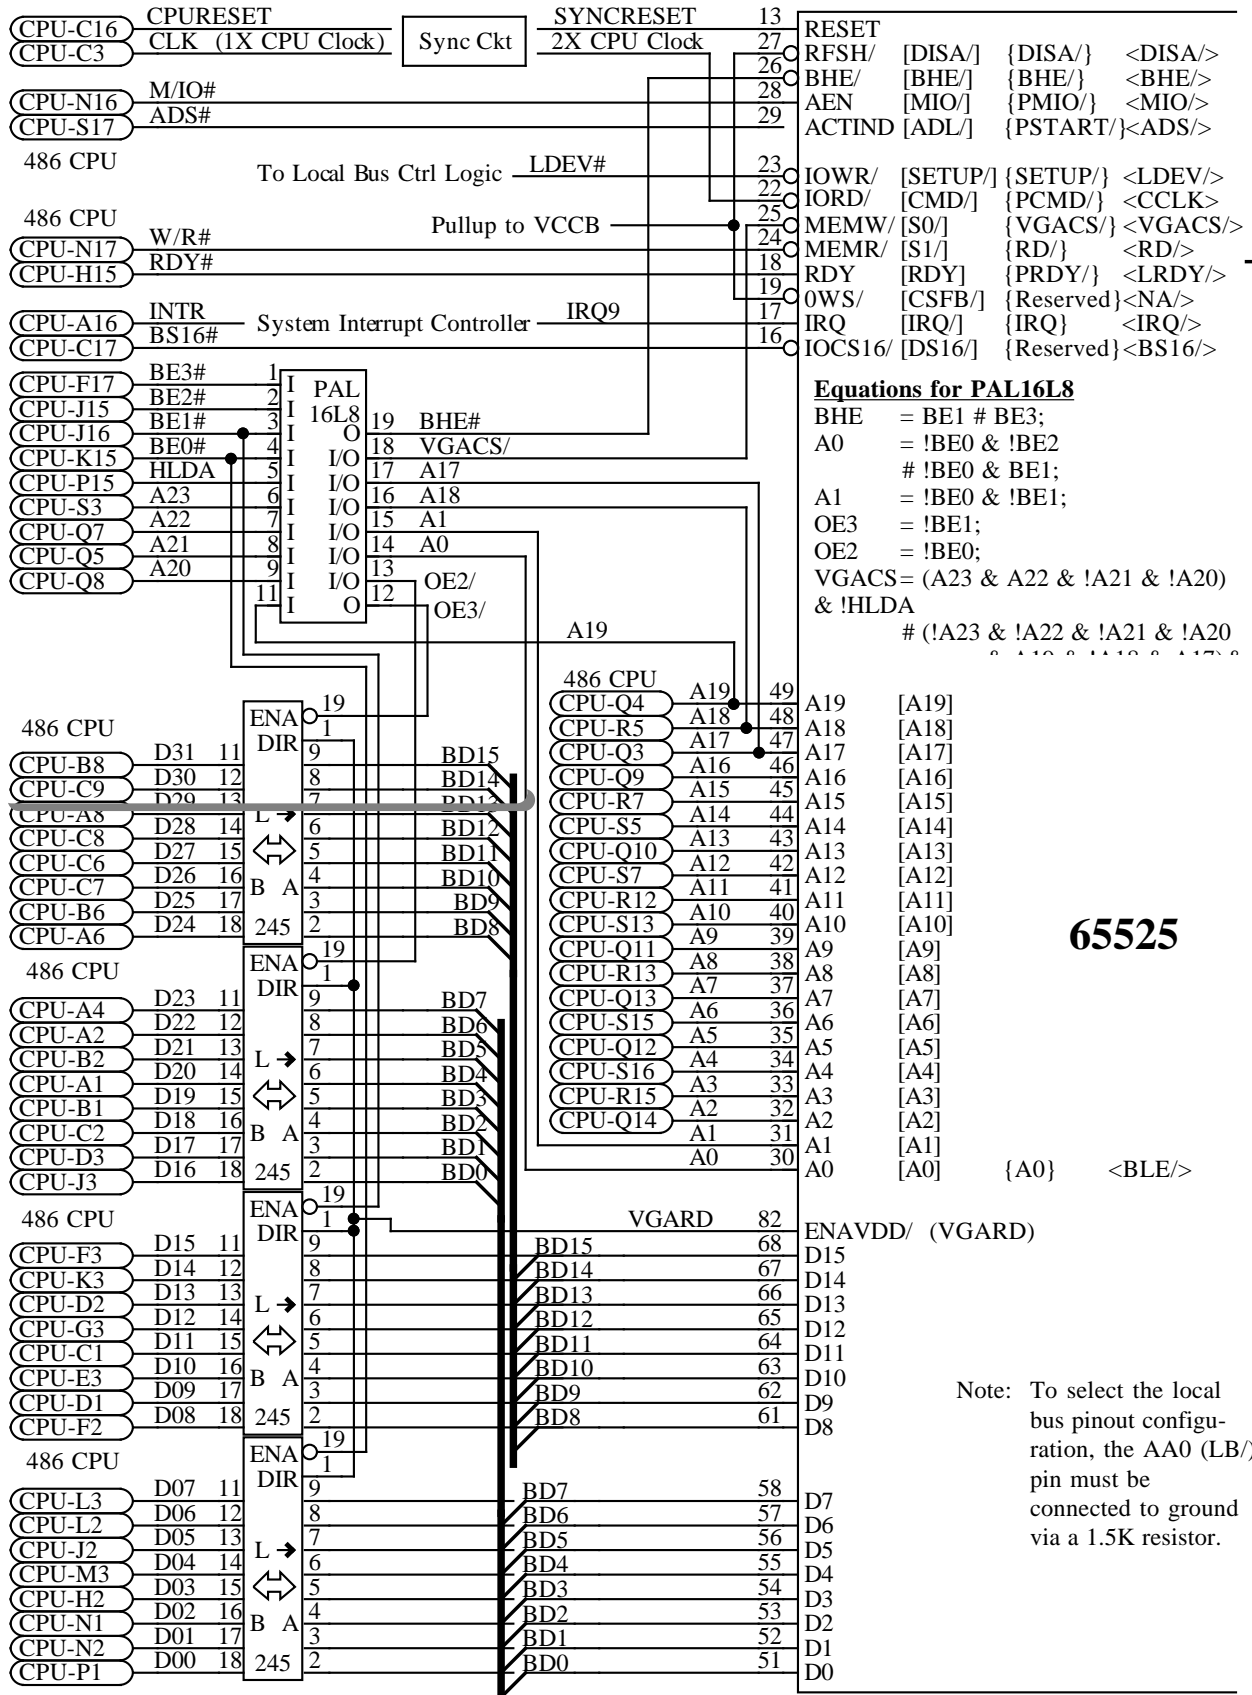 CPU-C16 CPURESET SYNCRESET 13 RESET
CPU-C3 CLK (1X CPU Clock) Sync Ckt 2X CPU Clock 27 RFSH/ [DISA/] {DISA/} <DISA/>
26 BHE/ [BHE/] {BHE/} <BHE/>
CPU-N16 M/IO# 28 AEN [MIO/] {PMIO/} <MIO/>
CPU-S17 ADS# 29 ACTIND [ADL/] {PSTART/} <ADS/>
486 CPU
To Local Bus Ctrl Logic LDEV# 23 IOWR/ [SETUP/] {SETUP/} <LDEV/>
22 IORD/ [CMD/] {PCMD/} <CCLK>
486 CPU
Pullup to VCCB 25 MEMW/ [S0/] {VGACS/} <VGACS/>
CPU-N17 W/R# 24 MEMR/ [S1/] {RD/} <RD/>
CPU-H15 RDY# 18 RDY [RDY] {PRDY/} <LRDY/>
19 0WS/ [CSFB/] {Reserved} <NA/>
CPU-A16 INTR System Interrupt Controller IRQ9 17 IRQ [IRQ/] {IRQ} <IRQ/>
CPU-C17 BS16# 16 IOCS16/ [DS16/] {Reserved} <BS16/>
CPU-F17 BE3# 1 I PAL
CPU-J15 BE2# 2 I 16L8
CPU-J16 BE1# 3 I O 19 BHE#
CPU-K15 BE0# 4 I I/O 18 VGACS/
CPU-P15 HLDA 5 I I/O 17 A17
CPU-S3 A23 6 I I/O 16 A18
CPU-Q7 A22 7 I I/O 15 A1
CPU-Q5 A21 8 I I/O 14 A0
CPU-Q8 A20 9 I I/O 13 OE2/
11 I O 12 OE3/
A19
Equations for PAL16L8
BHE = BE1 # BE3;
A0 = !BE0 & !BE2
# !BE0 & BE1;
A1 = !BE0 & !BE1;
OE3 = !BE1;
OE2 = !BE0;
VGACS = (A23 & A22 & !A21 & !A20)
& !HLDA
# (!A23 & !A22 & !A21 & !A20
& A19 & !A18 & A17) &
486 CPU
CPU-Q4 A19 49 A19 [A19]
CPU-R5 A18 48 A18 [A18]
CPU-Q3 A17 47 A17 [A17]
CPU-Q9 A16 46 A16 [A16]
CPU-R7 A15 45 A15 [A15]
CPU-S5 A14 44 A14 [A14]
CPU-Q10 A13 43 A13 [A13]
CPU-S7 A12 42 A12 [A12]
CPU-R12 A11 41 A11 [A11]
CPU-S13 A10 40 A10 [A10]
CPU-Q11 A9 39 A9 [A9]
CPU-R13 A8 38 A8 [A8]
CPU-Q13 A7 37 A7 [A7]
CPU-S15 A6 36 A6 [A6]
CPU-Q12 A5 35 A5 [A5]
CPU-S16 A4 34 A4 [A4]
CPU-R15 A3 33 A3 [A3]
CPU-Q14 A2 32 A2 [A2]
A1 31 A1 [A1]
A0 30 A0 [A0] {A0} <BLE/>
65525
486 CPU
ENA 19
DIR 1
CPU-B8 D31 11 9 BD15
CPU-C9 D30 12 8 BD14
CPU-A8 D29 13 L 7 BD13
CPU-C8 D28 14 6 BD12
CPU-C6 D27 15 5 BD11
CPU-C7 D26 16 B A 4 BD10
CPU-B6 D25 17 3 BD9
CPU-A6 D24 18 245 2 BD8
486 CPU
ENA 19
DIR 1
CPU-A4 D23 11 9 BD7
CPU-A2 D22 12 8 BD6
CPU-B2 D21 13 L 7 BD5
CPU-A1 D20 14 6 BD4
CPU-B1 D19 15 5 BD3
CPU-C2 D18 16 B A 4 BD2
CPU-D3 D17 17 3 BD1
CPU-J3 D16 18 245 2 BD0
486 CPU
ENA 19
DIR 1 VGARD 82 ENAVDD/ (VGARD)
CPU-F3 D15 11 9 BD15 68 D15
CPU-K3 D14 12 8 BD14 67 D14
CPU-D2 D13 13 L 7 BD13 66 D13
CPU-G3 D12 14 6 BD12 65 D12
CPU-C1 D11 15 5 BD11 64 D11
CPU-E3 D10 16 B A 4 BD10 63 D10
CPU-D1 D09 17 3 BD9 62 D9
CPU-F2 D08 18 245 2 BD8 61 D8
486 CPU
ENA 19
DIR 1
CPU-L3 D07 11 9 BD7 58 D7
CPU-L2 D06 12 8 BD6 57 D6
CPU-J2 D05 13 L 7 BD5 56 D5
CPU-M3 D04 14 6 BD4 55 D4
CPU-H2 D03 15 5 BD3 54 D3
CPU-N1 D02 16 B A 4 BD2 53 D2
CPU-N2 D01 17 3 BD1 52 D1
CPU-P1 D00 18 245 2 BD0 51 D0
Note: To select the local
bus pinout configu-
ration, the AA0 (LB/)
pin must be
connected to ground
via a 1.5K resistor.